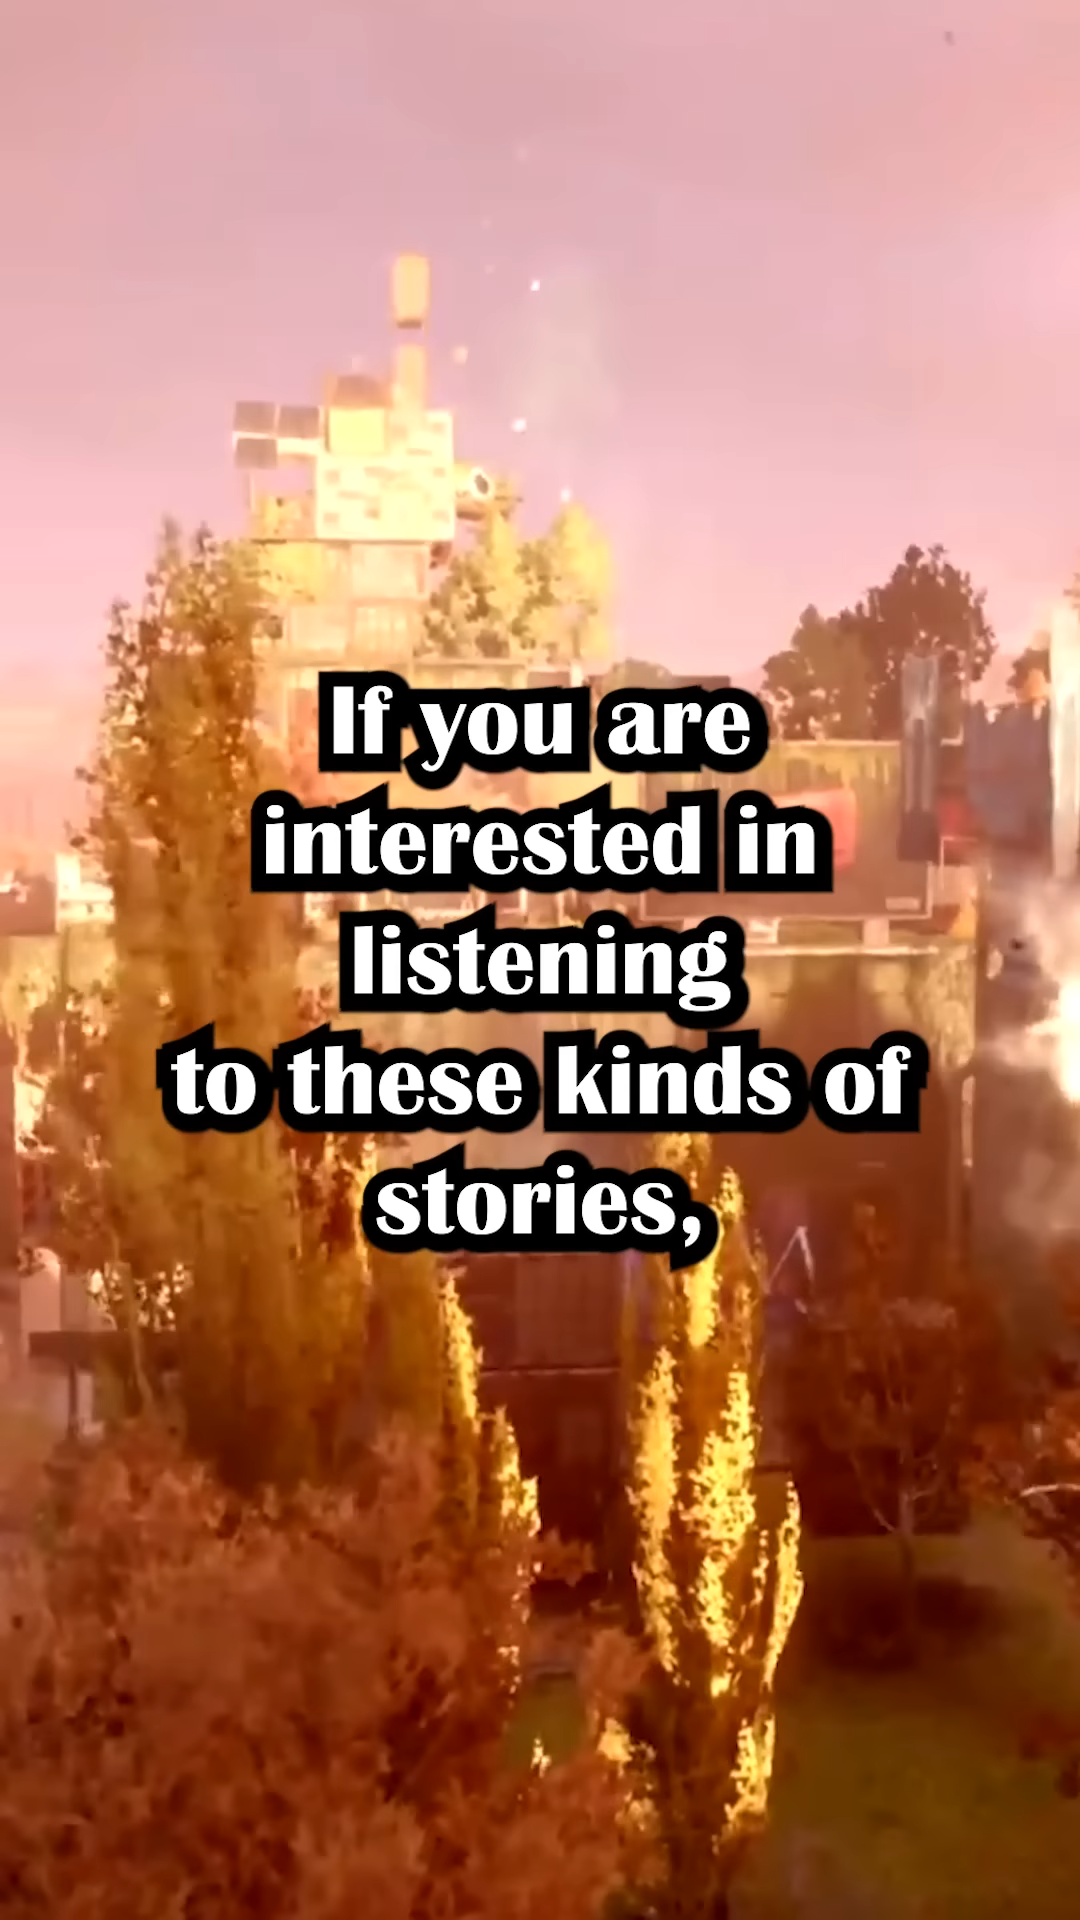 If you are
interested in
listening
to these kinds of
stories,